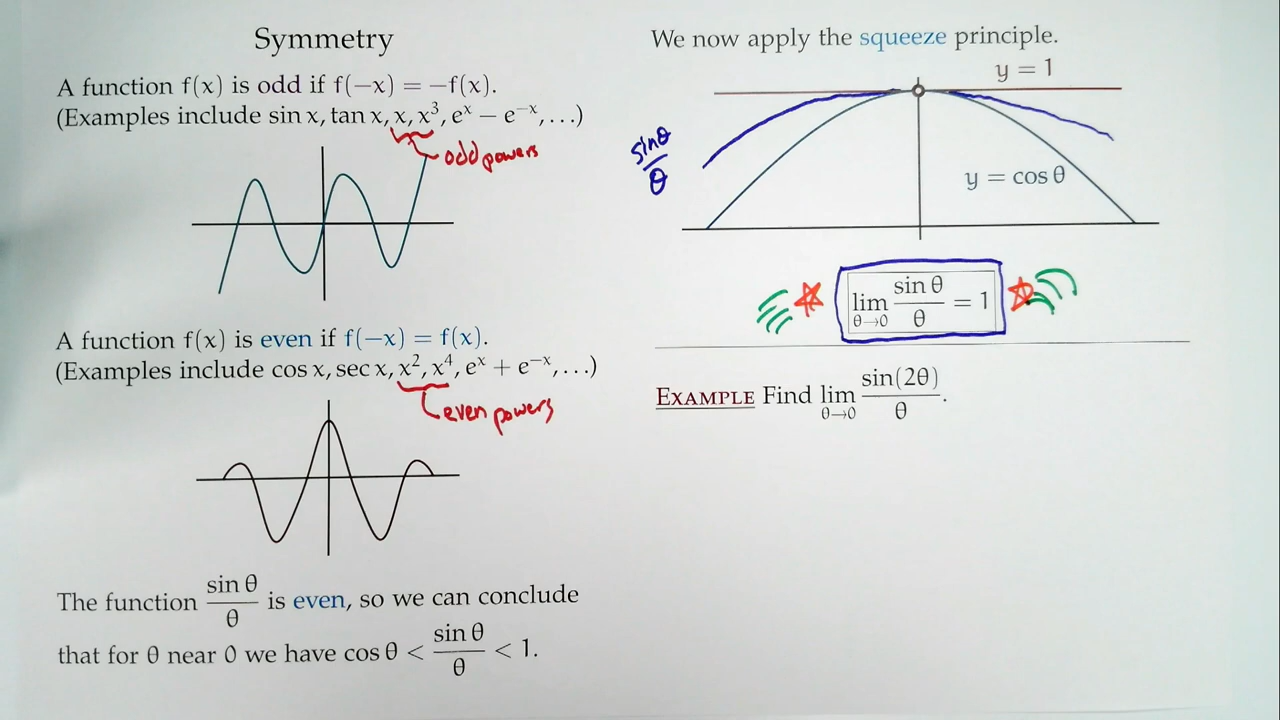 Symmetry
A function f(x) is odd if f(−x) = −f(x).
(Examples include sin x, tan x, x, x³, eˣ − e⁻ˣ, …)
odd powers
A function f(x) is even if f(−x) = f(x).
(Examples include cos x, sec x, x², x⁴, eˣ + e⁻ˣ, …)
even powers
The function sin θ / θ is even, so we can conclude
that for θ near 0 we have cos θ < sin θ / θ < 1.
We now apply the squeeze principle.
y = 1
sinθ / θ
y = cos θ
lim θ→0 sin θ / θ = 1
EXAMPLE Find lim θ→0 sin(2θ) / θ.